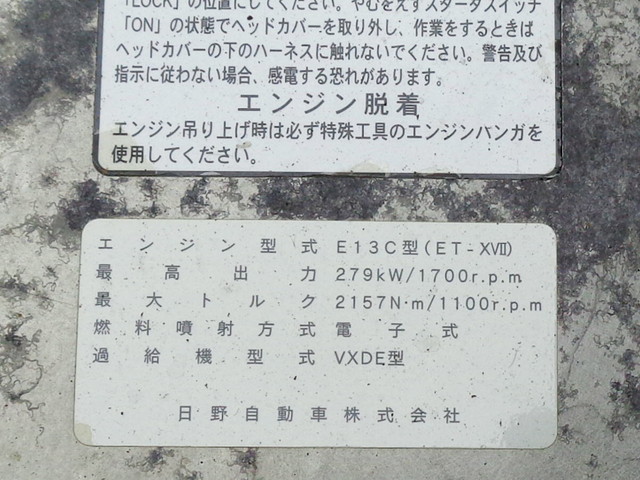 「LOCK」の位置にしてください。やむをえずスタータスイッチ
「ON」の状態でヘッドカバーを取り外し、作業をするときは
ヘッドカバーの下のハーネスに触れないでください。警告及び
指示に従わない場合、感電する恐れがあります。
エンジン脱着
エンジン吊り上げ時は必ず特殊工具のエンジンハンガを
使用してください。
エンジン型式 E13C型(ET-XVII)
最高出力 279kW/1700r.p.m
最大トルク 2157N·m/1100r.p.m
燃料噴射方式 電子式
過給機型式 VXDE型
日野自動車株式会社